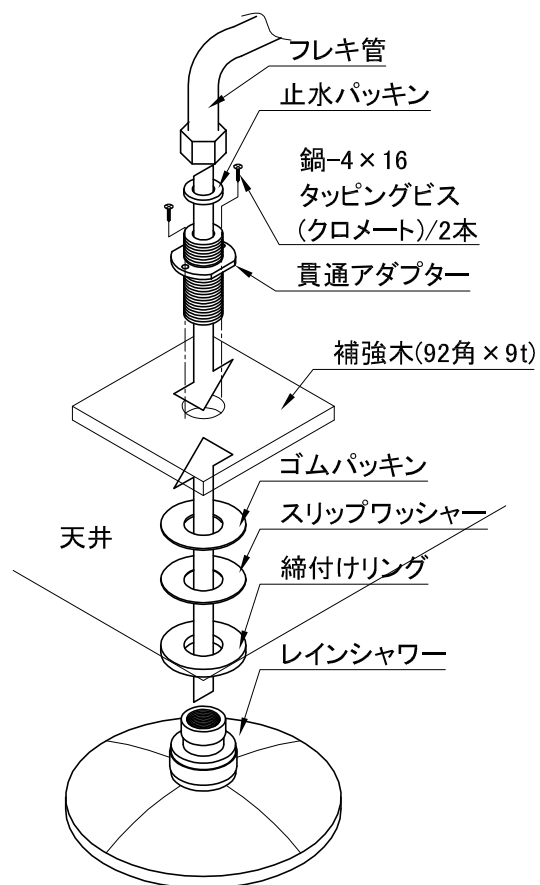 フレキ管
止水パッキン
鍋-4×16
タッピングビス
(クロメート)/2本
貫通アダプター
補強木(92角×9t)
ゴムパッキン
スリップワッシャー
天井
締付けリング
レインシャワー